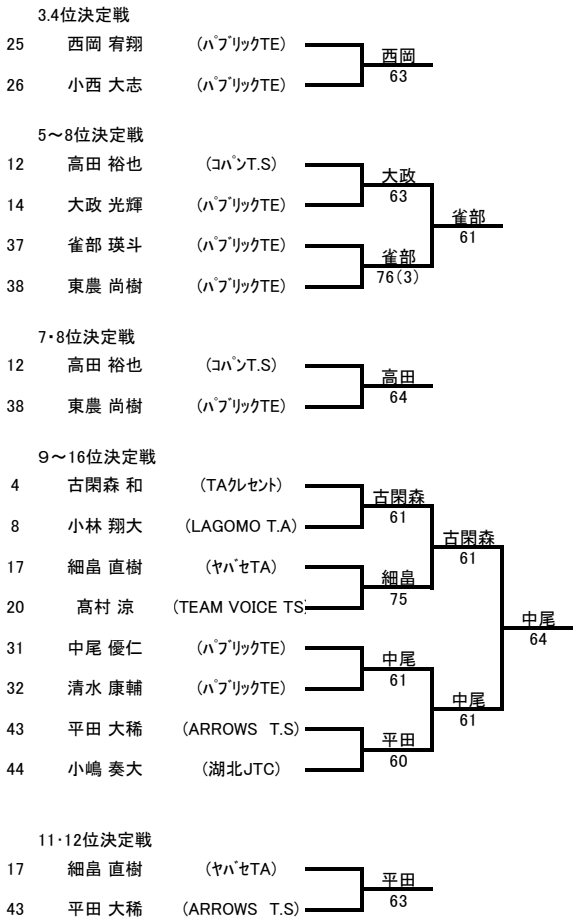 3.4位決定戦
25 西岡 宥翔 (ﾊﾟﾌﾞﾘｯｸTE)
西岡
63
26 小西 大志 (ﾊﾟﾌﾞﾘｯｸTE)
5～8位決定戦
12 高田 裕也 (ｺﾊﾟﾝT.S)
大政
63
14 大政 光輝 (ﾊﾟﾌﾞﾘｯｸTE)
雀部
61
37 雀部 瑛斗 (ﾊﾟﾌﾞﾘｯｸTE)
雀部
76(3)
38 東農 尚樹 (ﾊﾟﾌﾞﾘｯｸTE)
7・8位決定戦
12 高田 裕也 (ｺﾊﾟﾝT.S)
高田
64
38 東農 尚樹 (ﾊﾟﾌﾞﾘｯｸTE)
９～16位決定戦
4 古閑森 和 (TAｸﾚｾﾝﾄ)
古閑森
61
8 小林 翔大 (LAGOMO T.A)
古閑森
61
17 細畠 直樹 (ﾔﾊﾞｾTA)
細畠
75
20 髙村 涼 (TEAM VOICE TS
中尾
64
31 中尾 優仁 (ﾊﾟﾌﾞﾘｯｸTE)
中尾
61
32 清水 康輔 (ﾊﾟﾌﾞﾘｯｸTE)
中尾
61
43 平田 大稀 (ARROWS T.S)
平田
60
44 小嶋 奏大 (湖北JTC)
11・12位決定戦
17 細畠 直樹 (ﾔﾊﾞｾTA)
平田
63
43 平田 大稀 (ARROWS T.S)